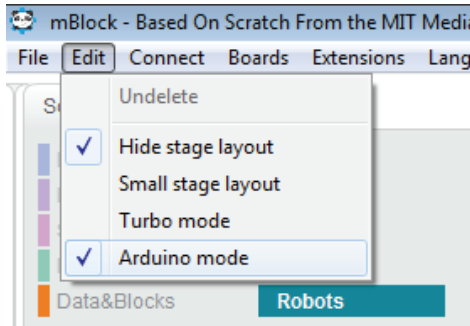 mBlock - Based On Scratch From the MIT Media
File Edit Connect Boards Extensions Lang
Undelete
Hide stage layout
Small stage layout
Turbo mode
Arduino mode
Data&Blocks Robots